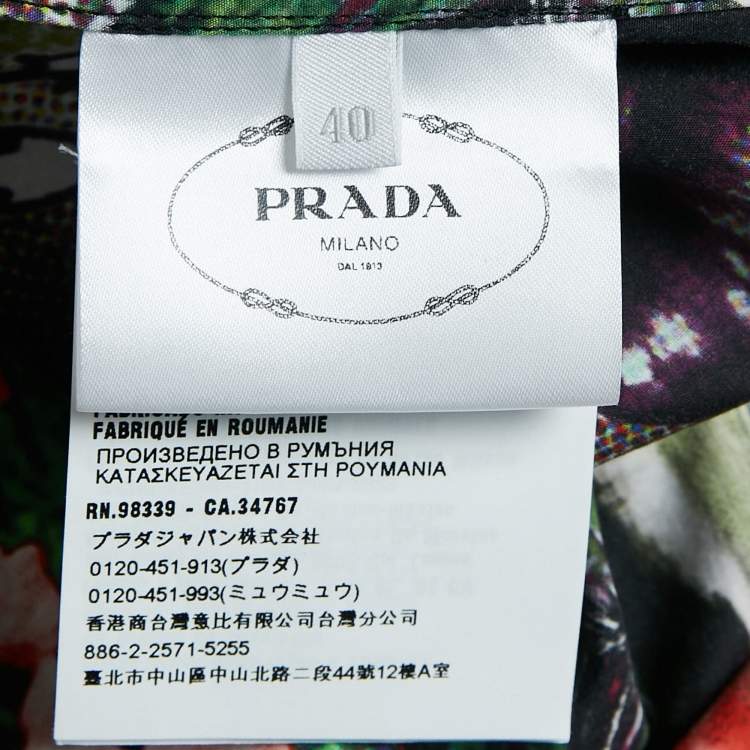 40
PRADA
MILANO
DAL 1913
FABRIQUÉ EN ROUMANIE
ПРОИЗВЕДЕНО В РУМЪНИЯ
ΚΑΤΑΣΚΕΥΑΖΕΤΑΙ ΣΤΗ ΡΟΥΜΑΝΙΑ
RN.98339 - CA.34767
プラダジャパン株式会社
0120-451-913(プラダ)
0120-451-993(ミュウミュウ)
香港商台灣意比有限公司台灣分公司
886-2-2571-5255
臺北市中山區中山北路二段44號12樓A室